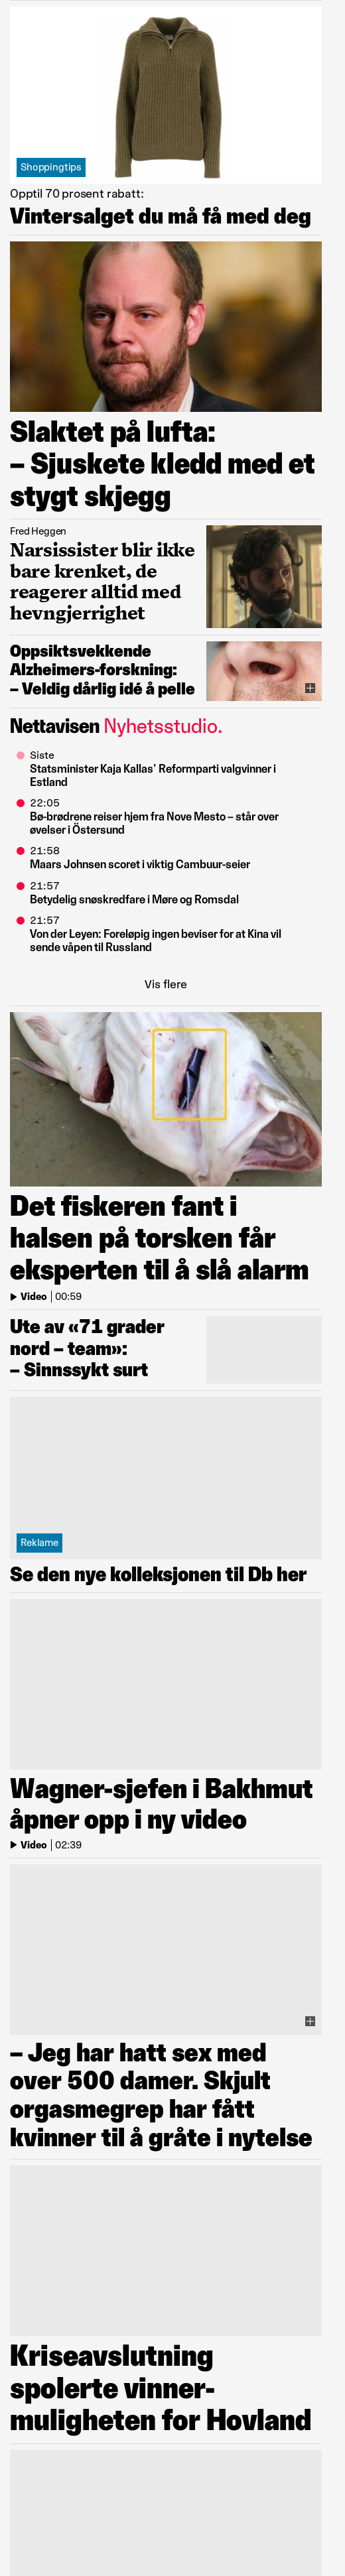 Shoppingtips
Opptil 70 prosent rabatt:
Vintersalget du må få med deg
Slaktet på lufta:
– Sjuskete kledd med et
stygt skjegg
Fred Heggen
Narsissister blir ikke
bare krenket, de
reagerer alltid med
hevngjerrighet
Oppsiktsvekkende
Alzheimers-forskning:
– Veldig dårlig idé å pelle
Nettavisen Nyhetsstudio.
Siste
Statsminister Kaja Kallas' Reformparti valgvinner i
Estland
22:05
Bø-brødrene reiser hjem fra Nove Mesto – står over
øvelser i Östersund
21:58
Maars Johnsen scoret i viktig Cambuur-seier
21:57
Betydelig snøskredfare i Møre og Romsdal
21:57
Von der Leyen: Foreløpig ingen beviser for at Kina vil
sende våpen til Russland
Vis flere
Det fiskeren fant i
halsen på torsken får
eksperten til å slå alarm
Video | 00:59
Ute av «71 grader
nord – team»:
– Sinnssykt surt
Reklame
Se den nye kolleksjonen til Db her
Wagner-sjefen i Bakhmut
åpner opp i ny video
Video | 02:39
– Jeg har hatt sex med
over 500 damer. Skjult
orgasmegrep har fått
kvinner til å gråte i nytelse
Kriseavslutning
spolerte vinner-
muligheten for Hovland